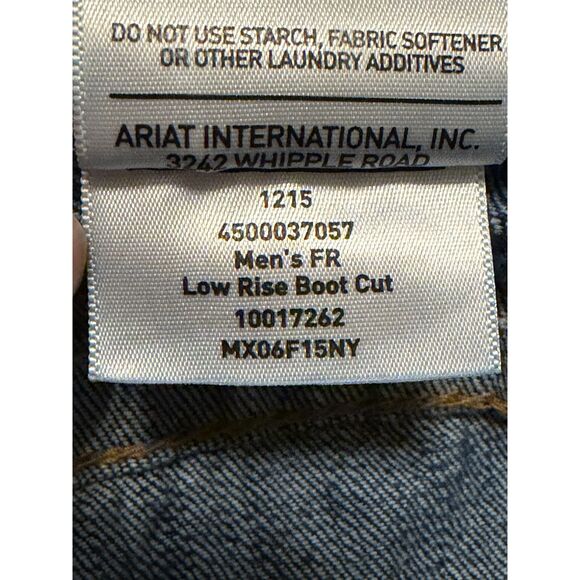 DO NOT USE STARCH, FABRIC SOFTENER
OR OTHER LAUNDRY ADDITIVES
ARIAT INTERNATIONAL, INC.
3242 WHIPPLE ROAD
1215
4500037057
Men's FR
Low Rise Boot Cut
10017262
MX06F15NY